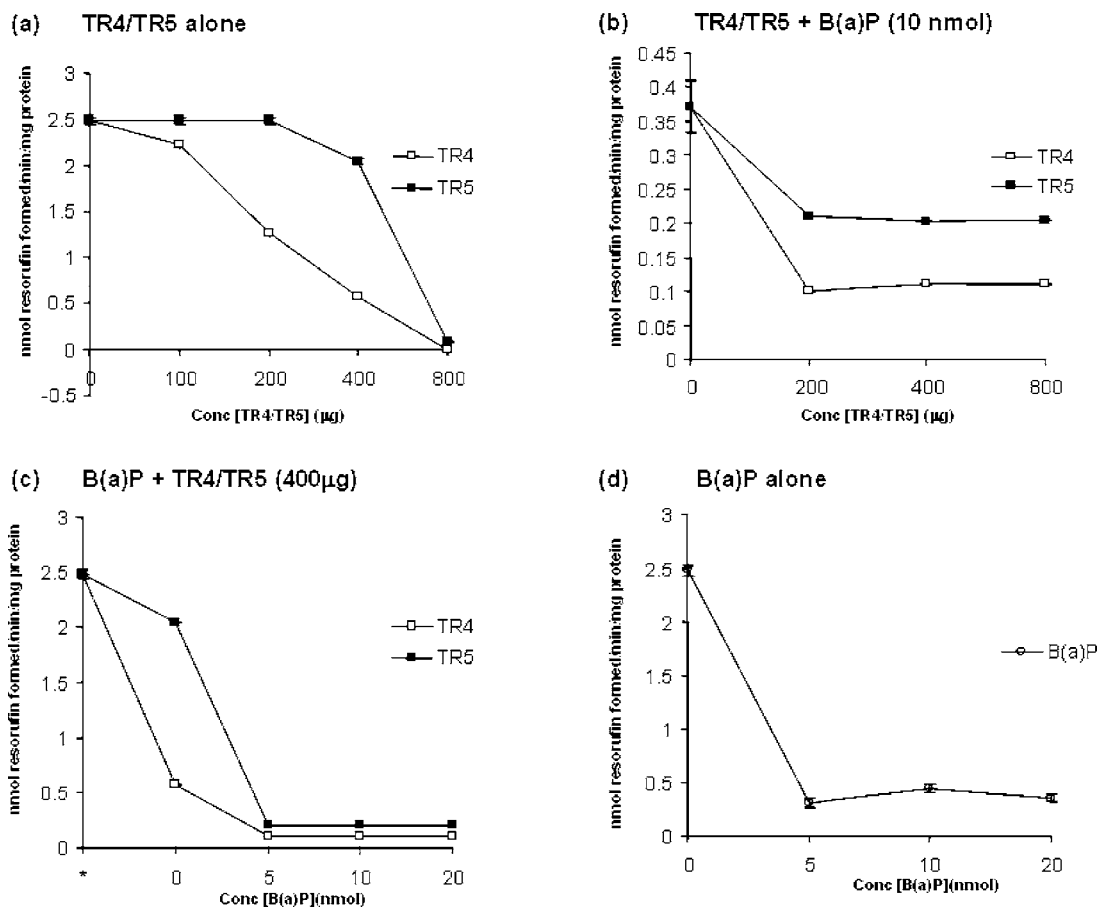 (a) TR4/TR5 alone
nmol resorufin formed/min/mg protein
3
2.5
2
1.5
1
0.5
0
-0.5
0 100 200 400 800
Conc [TR4/TR5] (µg)
TR4
TR5
(b) TR4/TR5 + B(a)P (10 nmol)
nmol resorufin formed/min/mg protein
0.45
0.4
0.35
0.3
0.25
0.2
0.15
0.1
0.05
0
0 200 400 800
Conc [TR4/TR5] (µg)
TR4
TR5
(c) B(a)P + TR4/TR5 (400µg)
nmol resorufin formed/min/mg protein
3
2.5
2
1.5
1
0.5
0
* 0 5 10 20
Conc [B(a)P](nmol)
TR4
TR5
(d) B(a)P alone
nmol resorufin formed/min/mg protein
3
2.5
2
1.5
1
0.5
0
0 5 10 20
Conc [B(a)P](nmol)
B(a)P